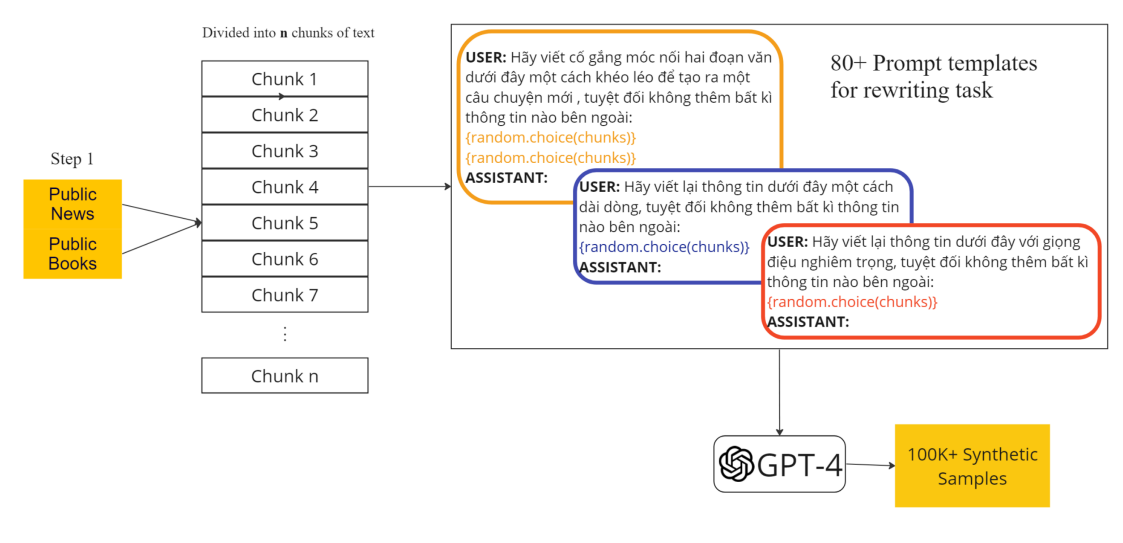 Divided into n chunks of text
Chunk 1
Chunk 2
Chunk 3
Chunk 4
Chunk 5
Chunk 6
Chunk 7
⋮
Chunk n
Step 1
Public
News
Public
Books
USER: Hãy viết cố gắng móc nối hai đoạn văn
dưới đây một cách khéo léo để tạo ra một
câu chuyện mới , tuyệt đối không thêm bất kì
thông tin nào bên ngoài:
{random.choice(chunks)}
{random.choice(chunks)}
ASSISTANT:
80+ Prompt templates
for rewriting task
USER: Hãy viết lại thông tin dưới đây một cách
dài dòng, tuyệt đối không thêm bất kì thông tin
nào bên ngoài:
{random.choice(chunks)}
ASSISTANT:
USER: Hãy viết lại thông tin dưới đây với giọng
điệu nghiêm trọng, tuyệt đối không thêm bất kì
thông tin nào bên ngoài:
{random.choice(chunks)}
ASSISTANT:
GPT-4
100K+ Synthetic
Samples